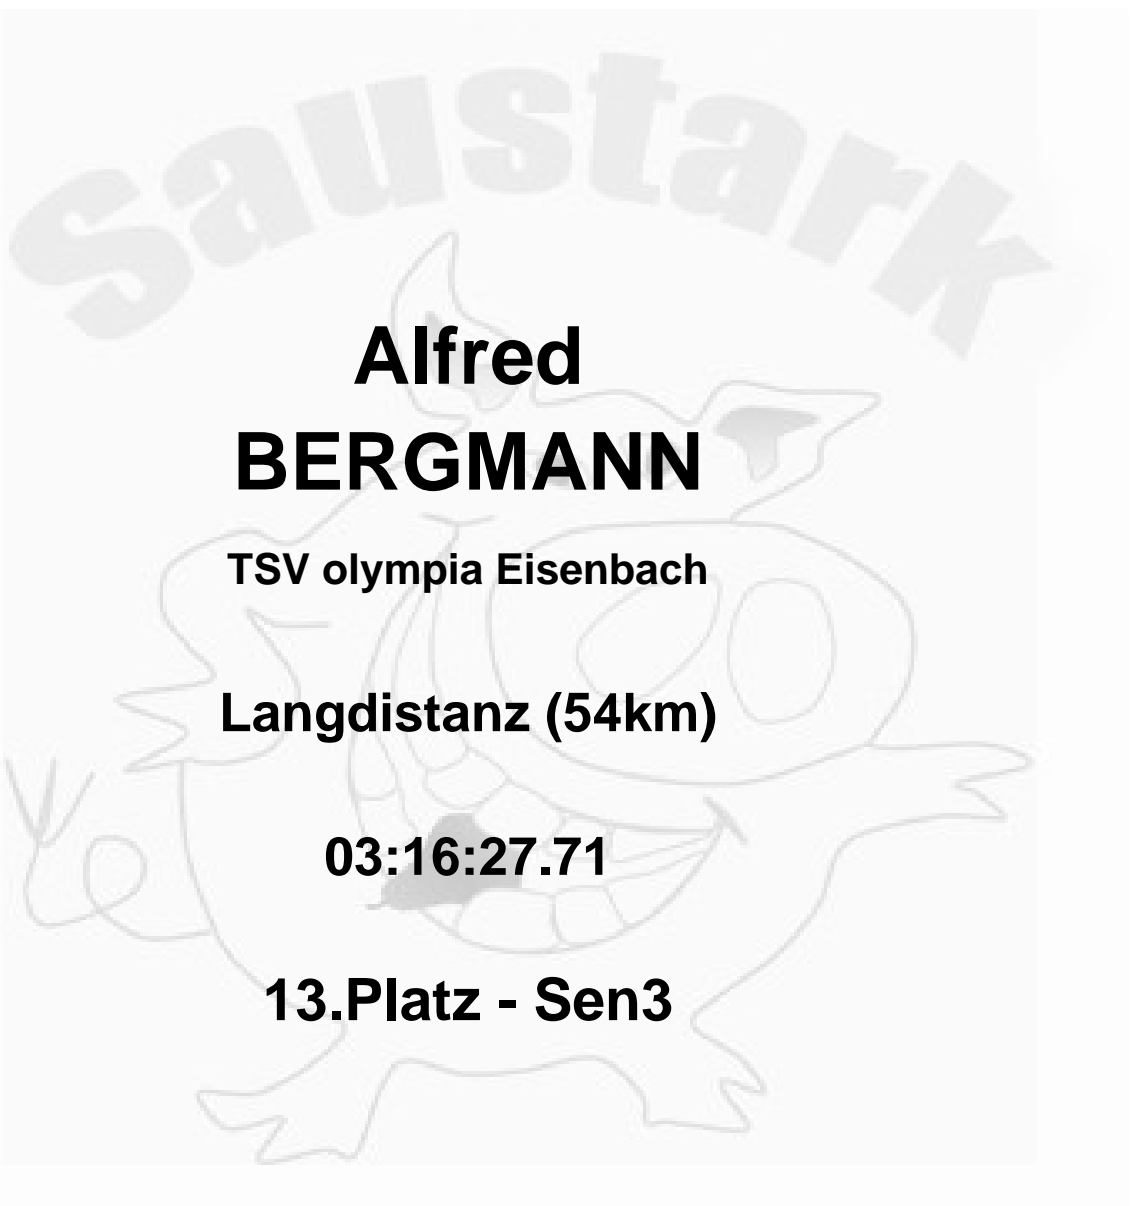 Saustark
Alfred
BERGMANN
TSV olympia Eisenbach
Langdistanz (54km)
03:16:27.71
13.Platz - Sen3